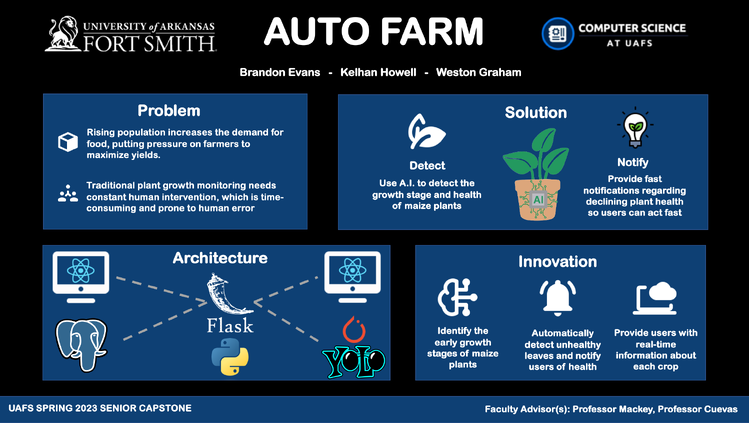 UNIVERSITY of ARKANSAS
FORT SMITH
AUTO FARM
COMPUTER SCIENCE
AT UAFS
Brandon Evans - Kelhan Howell - Weston Graham
Problem
Rising population increases the demand for
food, putting pressure on farmers to
maximize yields.
Traditional plant growth monitoring needs
constant human intervention, which is time-
consuming and prone to human error
Solution
Detect
Use A.I. to detect the
growth stage and health
of maize plants
AI
Notify
Provide fast
notifications regarding
declining plant health
so users can act fast
Architecture
Flask
YOLO
Innovation
Identify the
early growth
stages of maize
plants
Automatically
detect unhealthy
leaves and notify
users of health
Provide users with
real-time
information about
each crop
UAFS SPRING 2023 SENIOR CAPSTONE
Faculty Advisor(s): Professor Mackey, Professor Cuevas